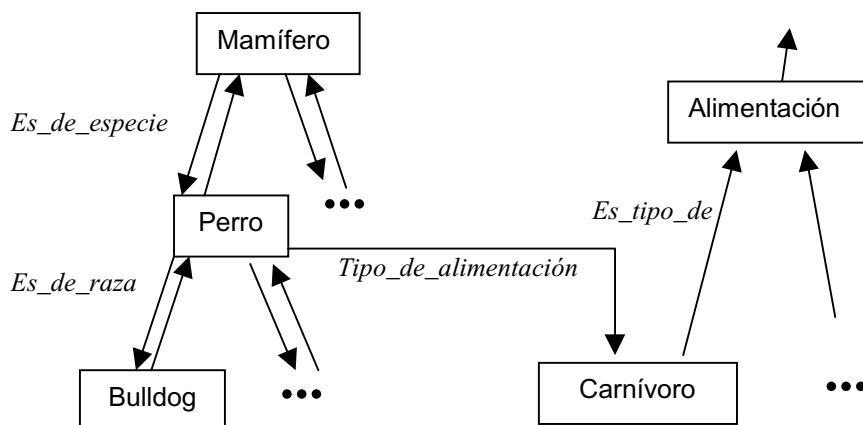 Mamífero
Alimentación
Es_de_especie
Perro
Es_tipo_de
Tipo_de_alimentación
Es_de_raza
Bulldog
•••
•••
Carnívoro
•••